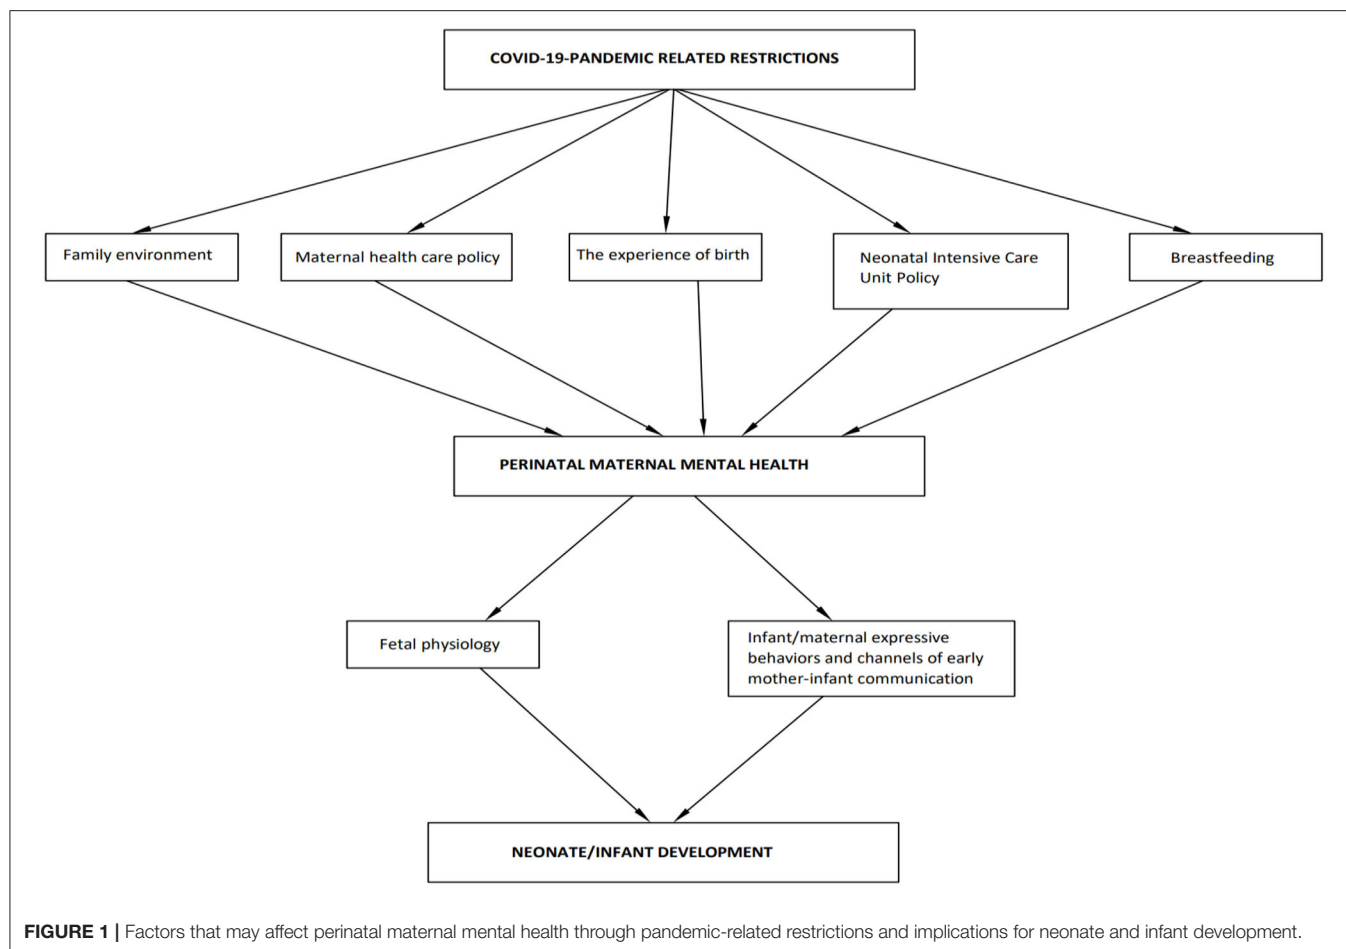 COVID-19-PANDEMIC RELATED RESTRICTIONS
Family environment
Maternal health care policy
The experience of birth
Neonatal Intensive Care
Unit Policy
Breastfeeding
PERINATAL MATERNAL MENTAL HEALTH
Fetal physiology
Infant/maternal expressive
behaviors and channels of early
mother-infant communication
NEONATE/INFANT DEVELOPMENT
FIGURE 1 | Factors that may affect perinatal maternal mental health through pandemic-related restrictions and implications for neonate and infant development.